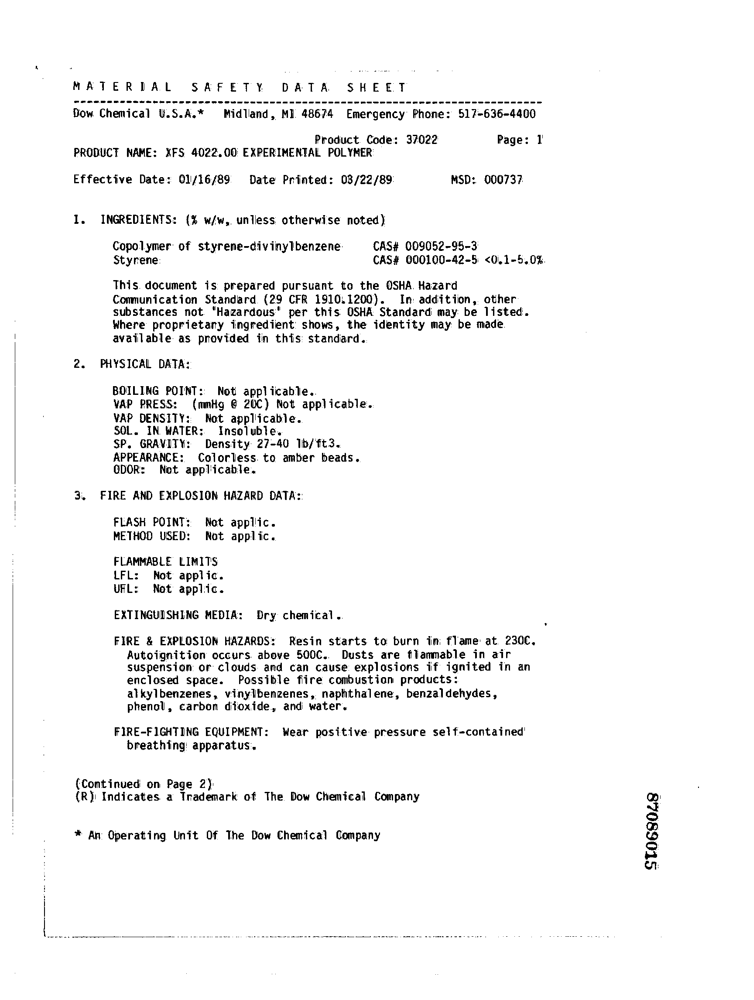 MATERIAL SAFETY DATA SHEET
Dow Chemical U.S.A.* Midland, MI 48674 Emergency Phone: 517-636-4400
Product Code: 37022 Page: 1
PRODUCT NAME: XFS 4022.00 EXPERIMENTAL POLYMER
Effective Date: 01/16/89 Date Printed: 03/22/89 MSD: 000737
1. INGREDIENTS: (% w/w, unless otherwise noted)
Copolymer of styrene-divinylbenzene CAS# 009052-95-3
Styrene CAS# 000100-42-5 <0.1-5.0%
This document is prepared pursuant to the OSHA Hazard
Communication Standard (29 CFR 1910.1200). In addition, other
substances not 'Hazardous' per this OSHA Standard may be listed.
Where proprietary ingredient shows, the identity may be made
available as provided in this standard.
2. PHYSICAL DATA:
BOILING POINT: Not applicable.
VAP PRESS: (mmHg @ 20C) Not applicable.
VAP DENSITY: Not applicable.
SOL. IN WATER: Insoluble.
SP. GRAVITY: Density 27-40 lb/ft3.
APPEARANCE: Colorless to amber beads.
ODOR: Not applicable.
3. FIRE AND EXPLOSION HAZARD DATA:
FLASH POINT: Not applic.
METHOD USED: Not applic.
FLAMMABLE LIMITS
LFL: Not applic.
UFL: Not applic.
EXTINGUISHING MEDIA: Dry chemical.
FIRE & EXPLOSION HAZARDS: Resin starts to burn in flame at 230C.
Autoignition occurs above 500C. Dusts are flammable in air
suspension or clouds and can cause explosions if ignited in an
enclosed space. Possible fire combustion products:
alkylbenzenes, vinylbenzenes, naphthalene, benzaldehydes,
phenol, carbon dioxide, and water.
FIRE-FIGHTING EQUIPMENT: Wear positive pressure self-contained
breathing apparatus.
(Continued on Page 2)
(R) Indicates a Trademark of The Dow Chemical Company
* An Operating Unit Of The Dow Chemical Company
87089015